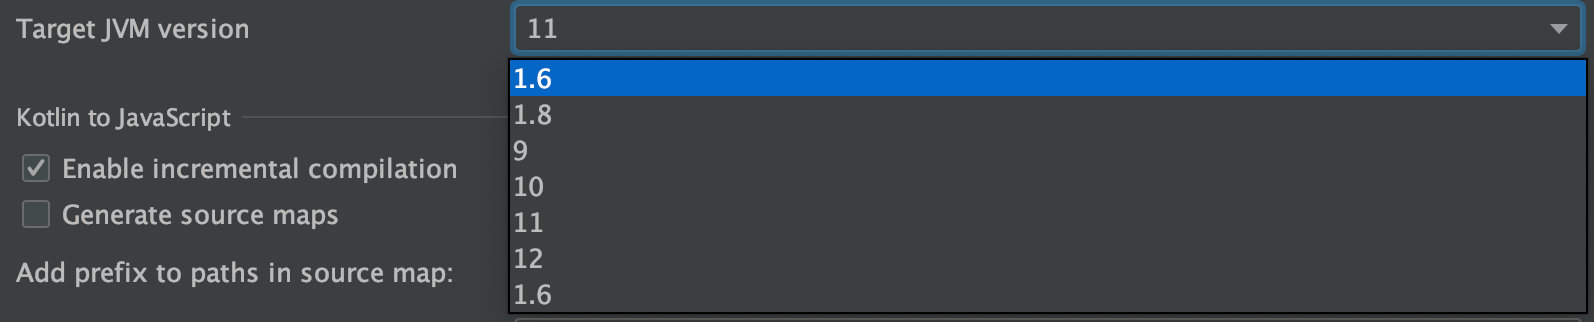 Target JVM version
11
1.6
1.8
9
10
11
12
1.6
Kotlin to JavaScript
Enable incremental compilation
Generate source maps
Add prefix to paths in source map: